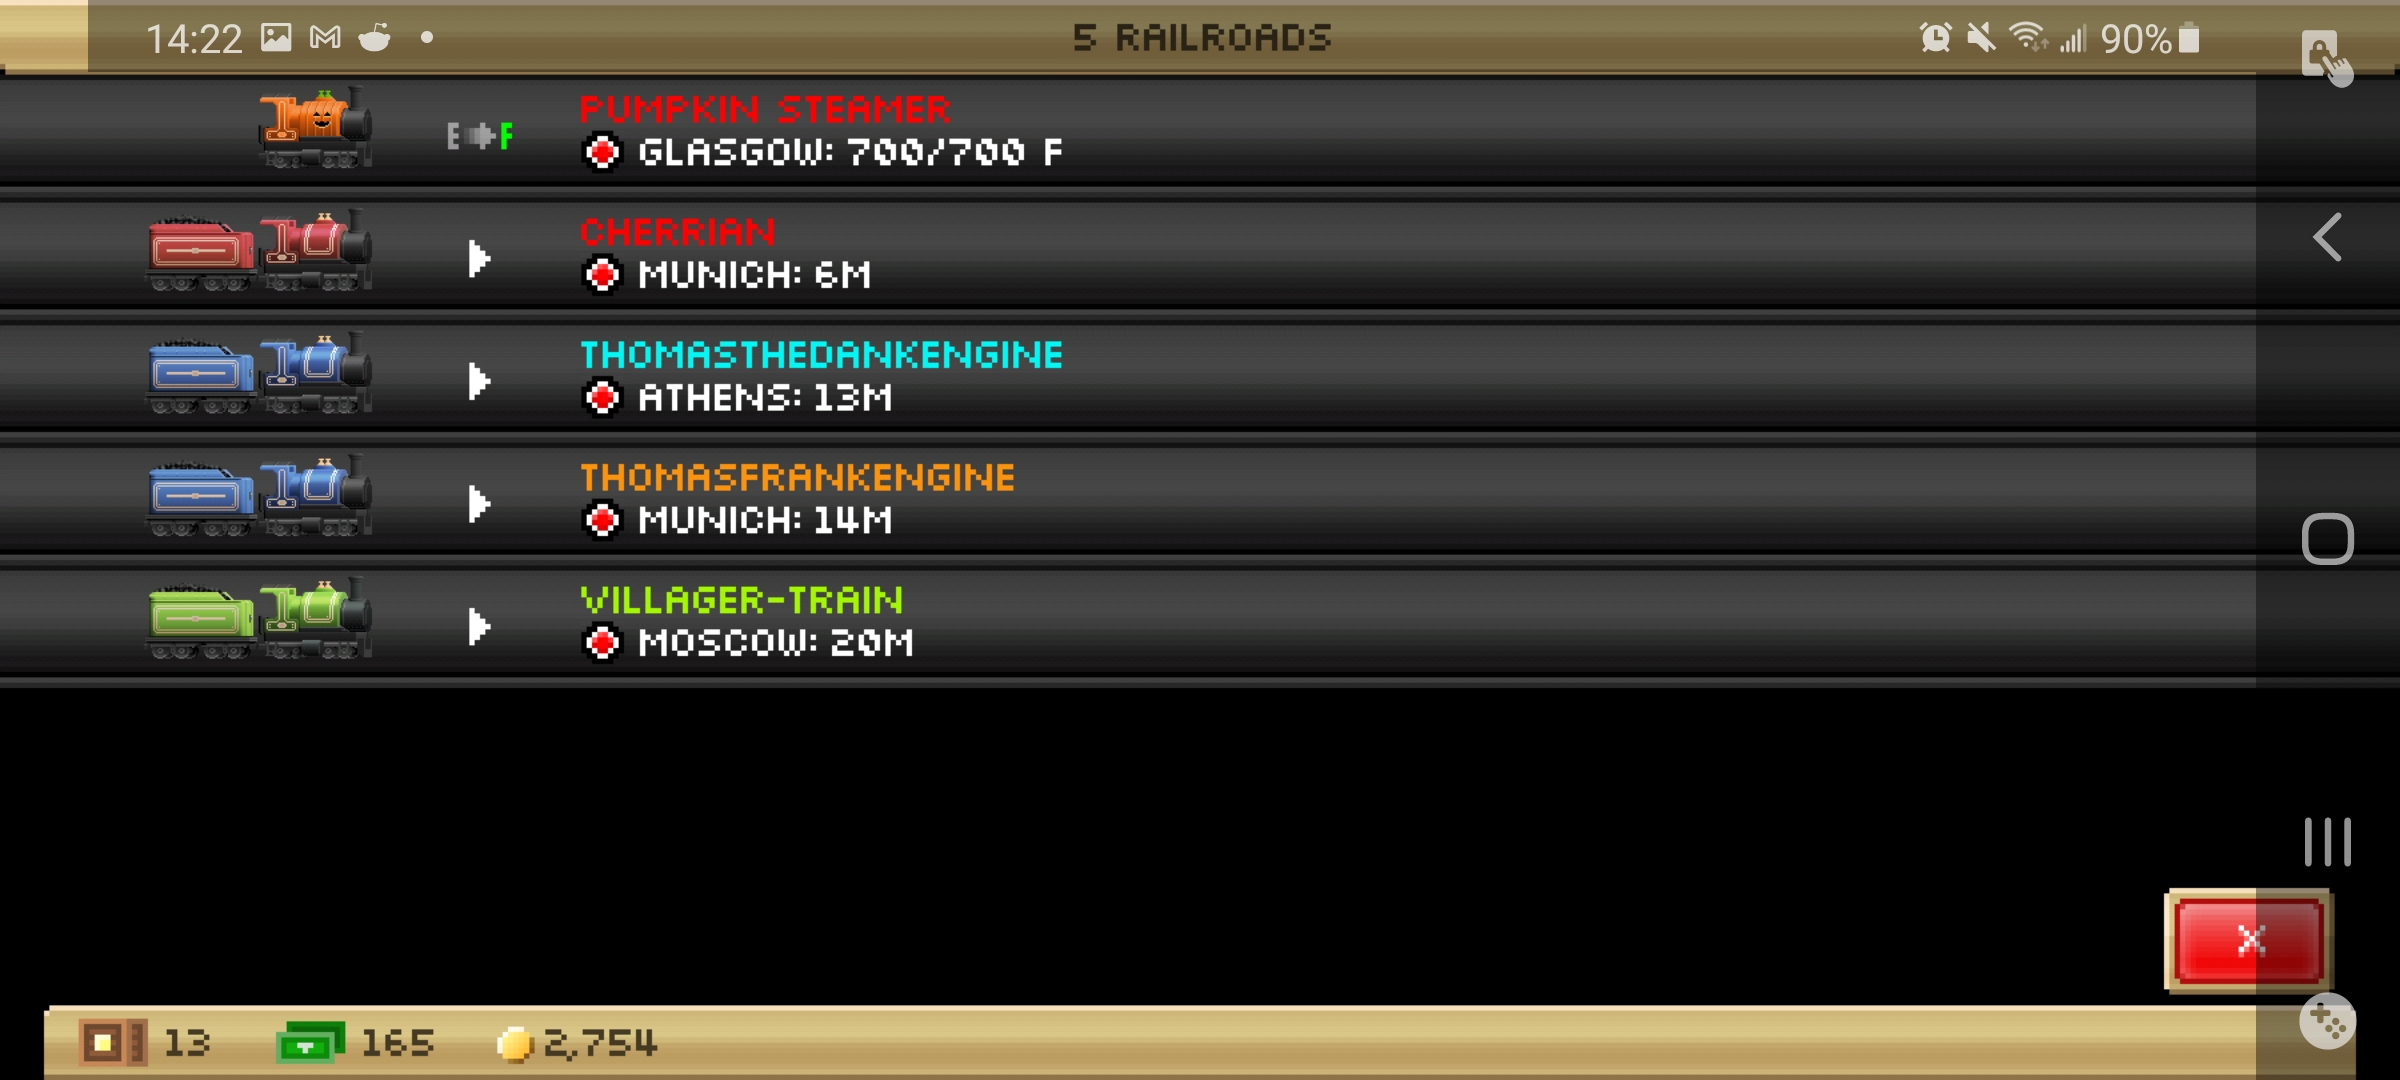 14:22
5 RAILROADS
90%
PUMPKIN STEAMER
E F
GLASGOW: 700/700 F
CHERRIAN
MUNICH: 6M
THOMASTHEDANKENGINE
ATHENS: 13M
THOMASFRANKENGINE
MUNICH: 14M
VILLAGER-TRAIN
MOSCOW: 20M
X
13 165 2,754